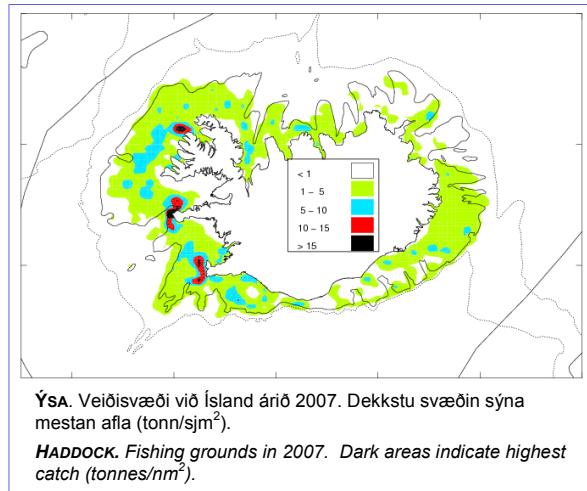 < 1
1 – 5
5 – 10
10 – 15
> 15
ÝSA. Veiðisvæði við Ísland árið 2007. Dekkstu svæðin sýna
mestan afla (tonn/sjm²).
HADDOCK. Fishing grounds in 2007. Dark areas indicate highest
catch (tonnes/nm²).